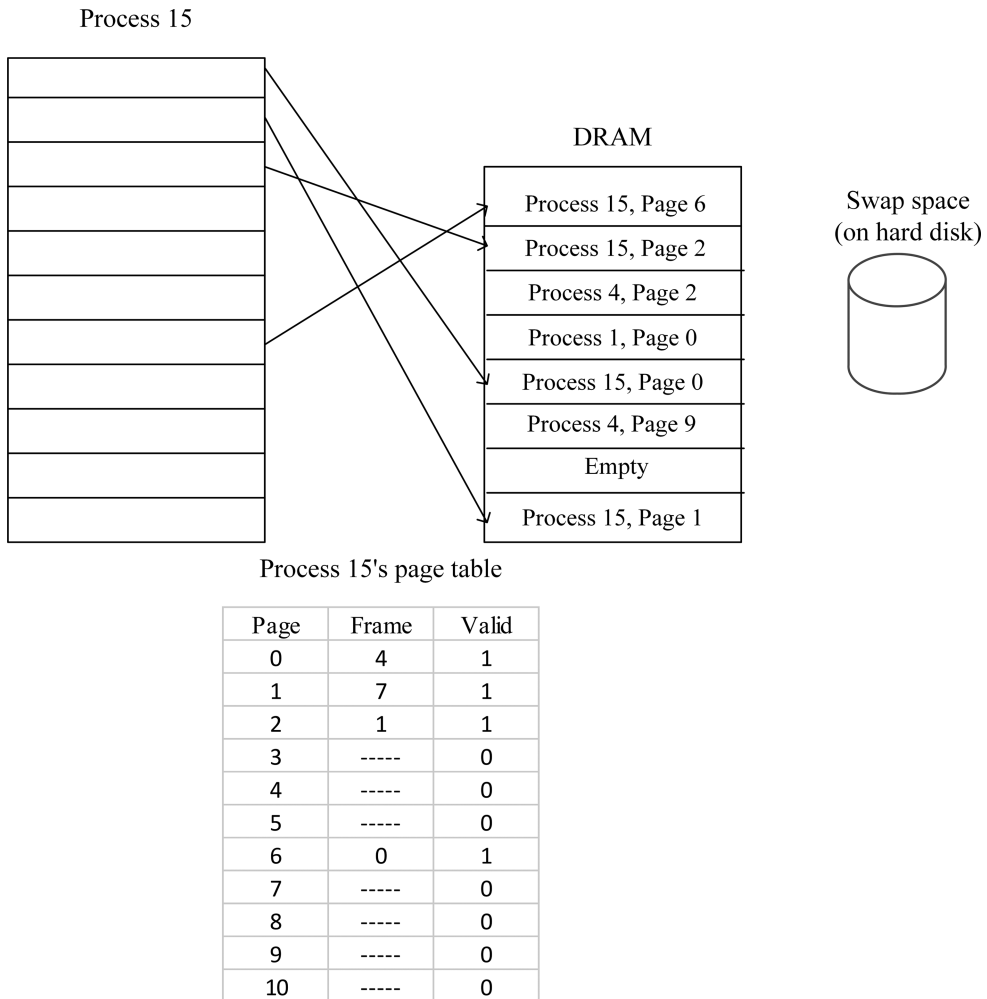 Process 15
DRAM
Process 15, Page 6
Process 15, Page 2
Process 4, Page 2
Process 1, Page 0
Process 15, Page 0
Process 4, Page 9
Empty
Process 15, Page 1
Swap space
(on hard disk)
Process 15's page table
Page Frame Valid
0 4 1
1 7 1
2 1 1
3 ----- 0
4 ----- 0
5 ----- 0
6 0 1
7 ----- 0
8 ----- 0
9 ----- 0
10 ----- 0